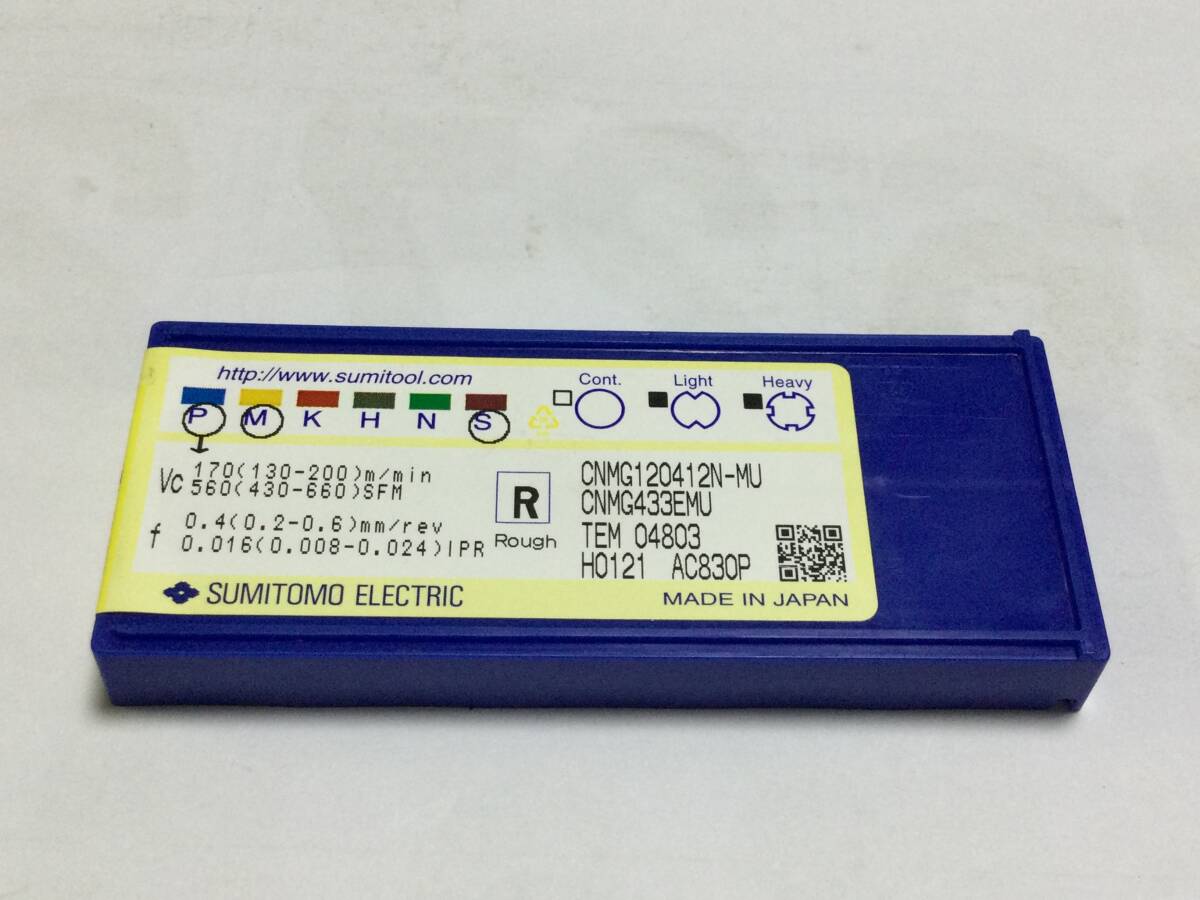 http://www.sumitool.com
Cont. Light Heavy
P M K H N S
Vc 170(130-200)m/min
560(430-660)SFM
f 0.4(0.2-0.6)mm/rev
0.016(0.008-0.024)IPR
R
Rough
CNMG120412N-MU
CNMG433EMU
TEM 04803
H0121 AC830P
SUMITOMO ELECTRIC
MADE IN JAPAN